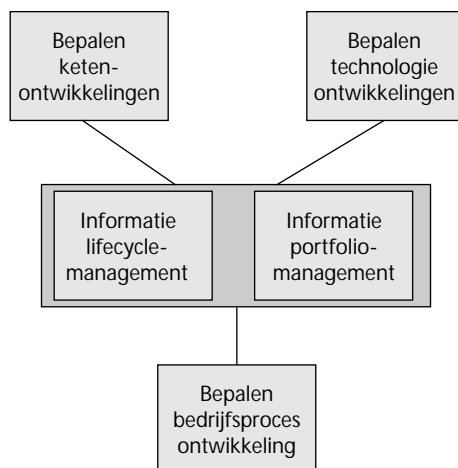 Bepalen
keten-
ontwikkelingen
Bepalen
technologie
ontwikkelingen
Informatie
lifecycle-
management
Informatie
portfolio-
management
Bepalen
bedrijfsproces
ontwikkeling